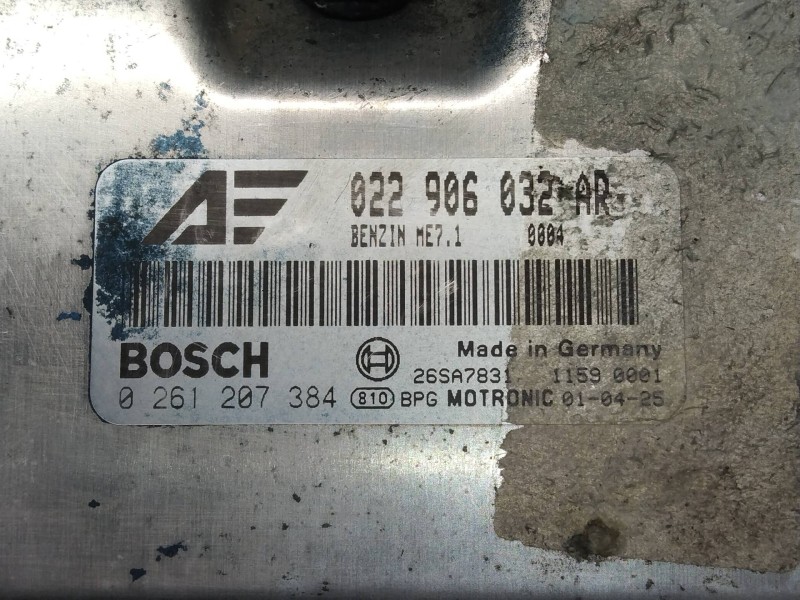 AE 022 906 032 AR
BENZIN ME7.1 0004
BOSCH Made in Germany
26SA7831 1159 0001
0 261 207 384 810 BPG MOTRONIC 01-04-25